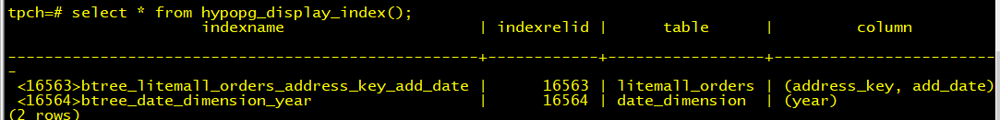 tpch=# select * from hypopg_display_index();
                      indexname                      | indexrelid |     table      |       column
-----------------------------------------------------+------------+----------------+-------------------------
-
 <16563>btree_litemall_orders_address_key_add_date |      16563 | litemall_orders | (address_key, add_date)
 <16564>btree_date_dimension_year                  |      16564 | date_dimension  | (year)
(2 rows)